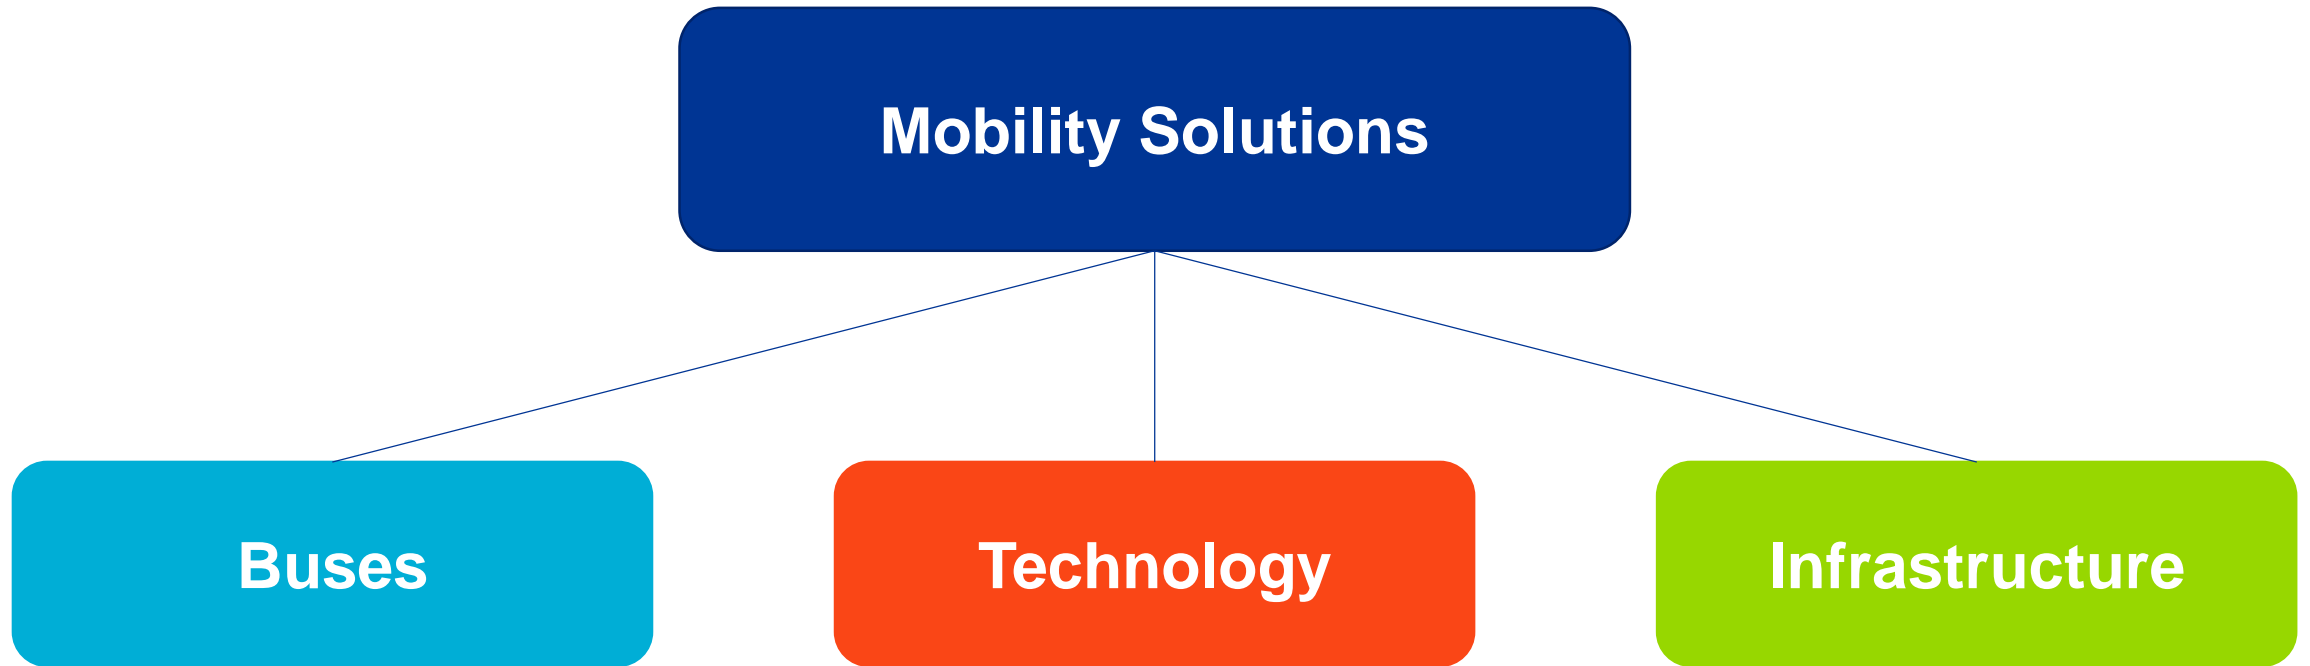 Mobility Solutions
Buses
Technology
Infrastructure